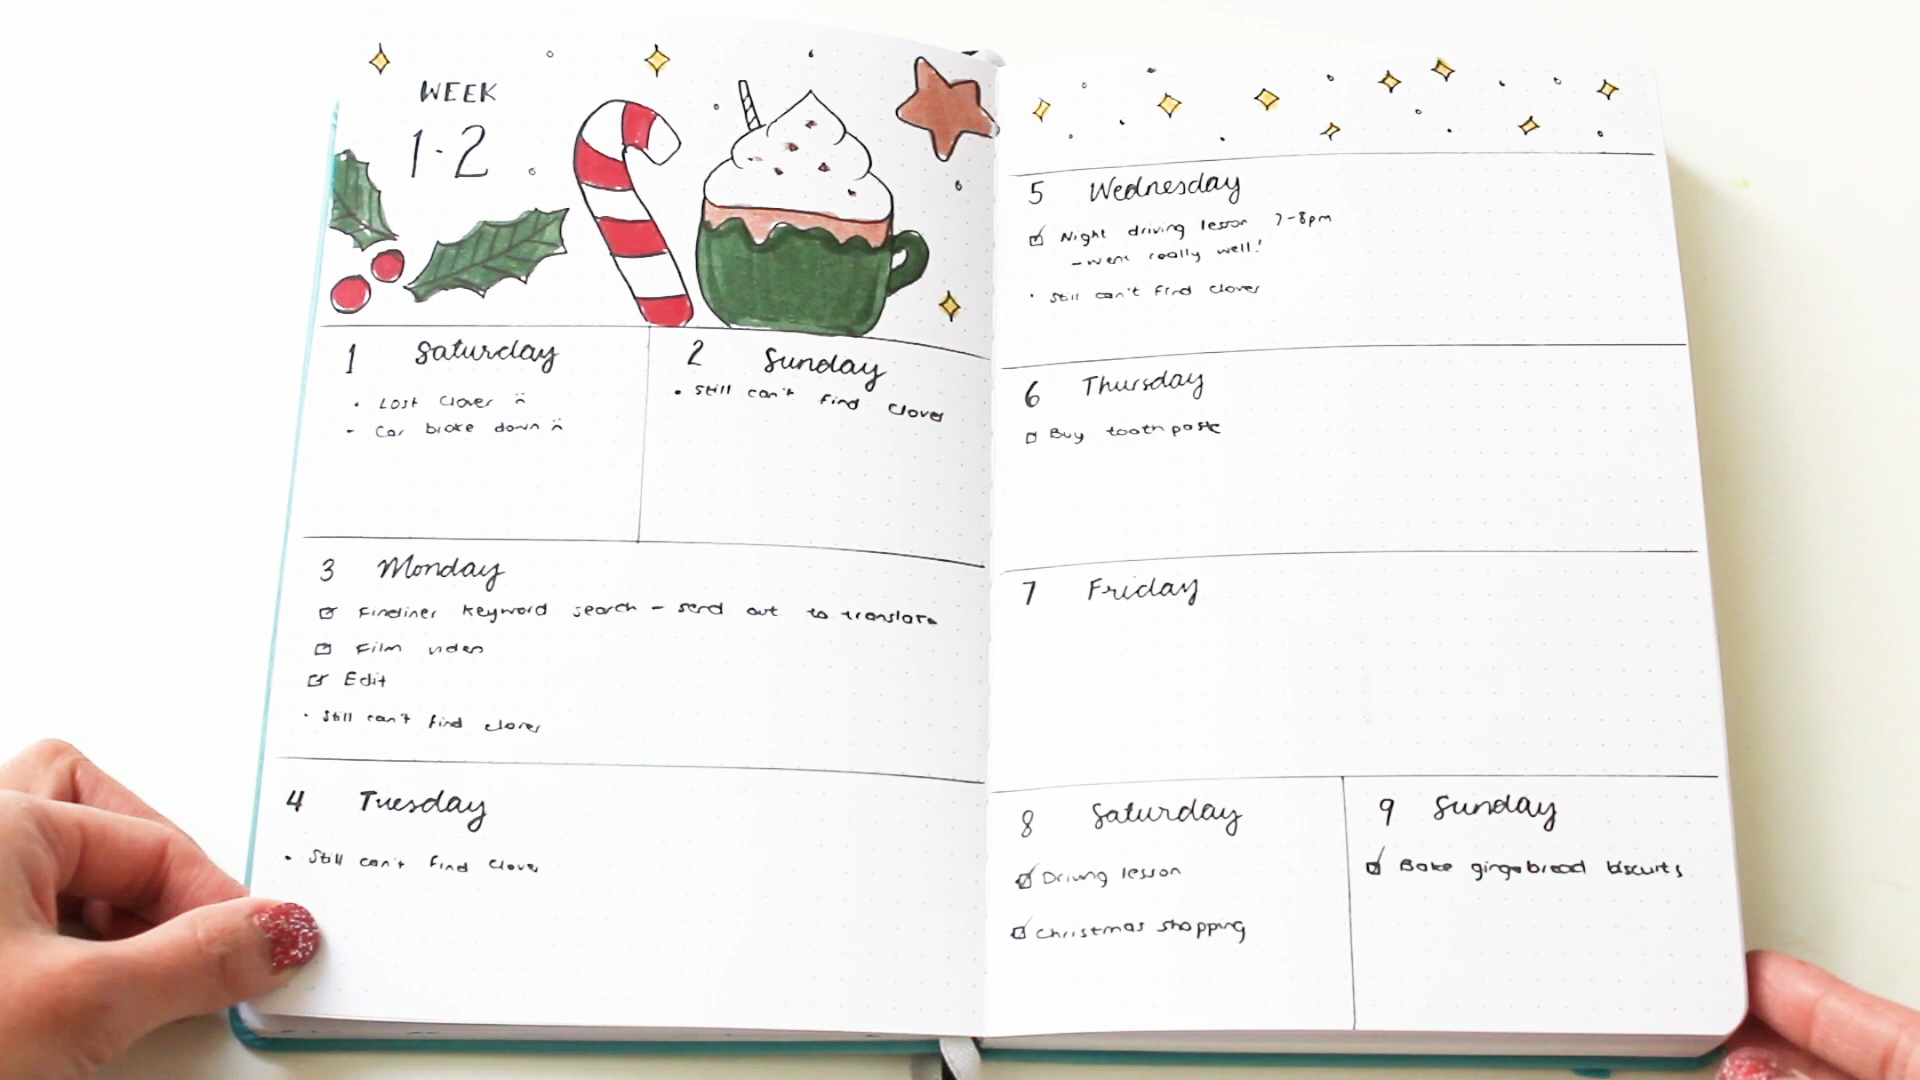 WEEK
1-2
1 Saturday
• Lost Clover :(
- Car broke down :(
2 Sunday
• Still can't find Clover
3 Monday
Fineliner keyword search - send out to translate
Film video
Edit
• Still can't find clover
4 Tuesday
• Still can't find Clover
5 Wednesday
Night driving lesson 7-8pm
- went really well!
• Still can't find Clover
6 Thursday
Buy toothpaste
7 Friday
8 Saturday
Driving lesson
Christmas shopping
9 Sunday
Bake gingerbread biscuits